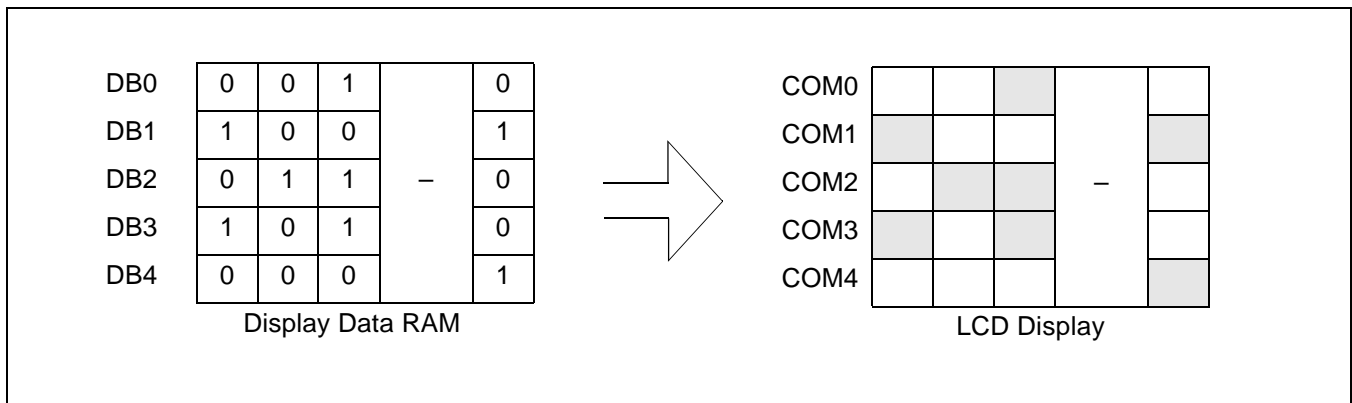 DB0 0 0 1 0
DB1 1 0 0 1
DB2 0 1 1 – 0
DB3 1 0 1 0
DB4 0 0 0 1
Display Data RAM
COM0
COM1
COM2 –
COM3
COM4
LCD Display